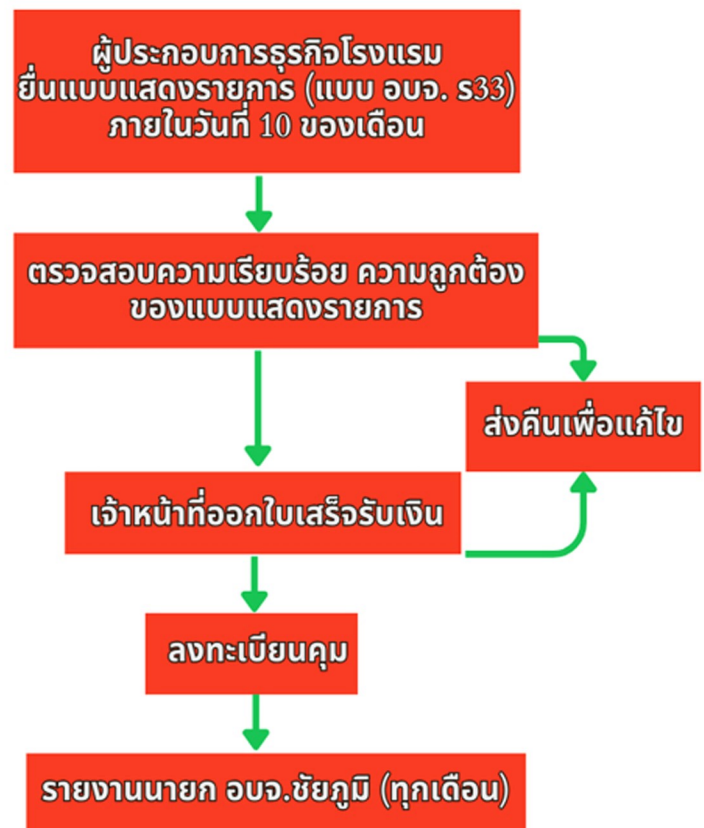 ผู้ประกอบการธุรกิจโรงแรม
ยื่นแบบแสดงรายการ (แบบ อบจ. ร33)
ภายในวันที่ 10 ของเดือน
ตรวจสอบความเรียบร้อย ความถูกต้อง
ของแบบแสดงรายการ
ส่งคืนเพื่อแก้ไข
เจ้าหน้าที่ออกใบเสร็จรับเงิน
ลงทะเบียนคุม
รายงานนายก อบจ.ชัยภูมิ (ทุกเดือน)